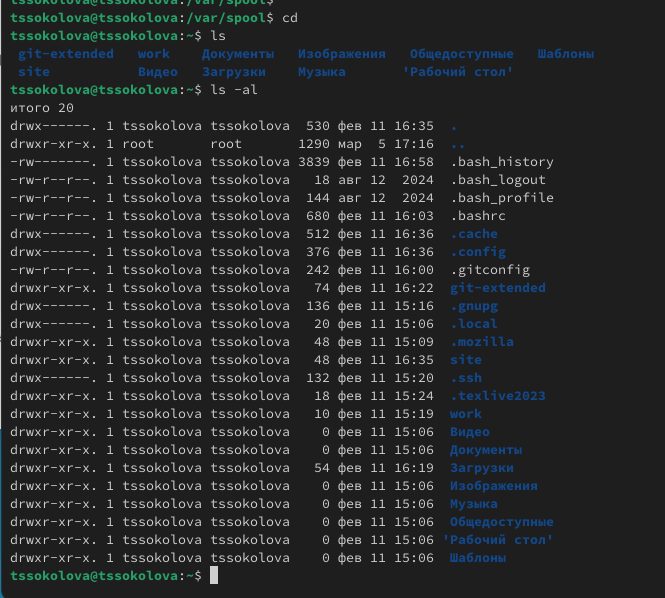 tssokolova@tssokolova:/var/spool$
tssokolova@tssokolova:/var/spool$ cd
tssokolova@tssokolova:~$ ls
git-extended work Документы Изображения Общедоступные Шаблоны
site Видео Загрузки Музыка 'Рабочий стол'
tssokolova@tssokolova:~$ ls -al
итого 20
drwx------. 1 tssokolova tssokolova 530 фев 11 16:35 .
drwxr-xr-x. 1 root root 1290 мар 5 17:16 ..
-rw-------. 1 tssokolova tssokolova 3839 фев 11 16:58 .bash_history
-rw-r--r--. 1 tssokolova tssokolova 18 авг 12 2024 .bash_logout
-rw-r--r--. 1 tssokolova tssokolova 144 авг 12 2024 .bash_profile
-rw-r--r--. 1 tssokolova tssokolova 680 фев 11 16:03 .bashrc
drwx------. 1 tssokolova tssokolova 512 фев 11 16:36 .cache
drwx------. 1 tssokolova tssokolova 376 фев 11 16:36 .config
-rw-r--r--. 1 tssokolova tssokolova 242 фев 11 16:00 .gitconfig
drwxr-xr-x. 1 tssokolova tssokolova 74 фев 11 16:22 git-extended
drwx------. 1 tssokolova tssokolova 136 фев 11 15:16 .gnupg
drwx------. 1 tssokolova tssokolova 20 фев 11 15:06 .local
drwxr-xr-x. 1 tssokolova tssokolova 48 фев 11 15:09 .mozilla
drwxr-xr-x. 1 tssokolova tssokolova 48 фев 11 16:35 site
drwx------. 1 tssokolova tssokolova 132 фев 11 15:20 .ssh
drwxr-xr-x. 1 tssokolova tssokolova 18 фев 11 15:24 .texlive2023
drwxr-xr-x. 1 tssokolova tssokolova 10 фев 11 15:19 work
drwxr-xr-x. 1 tssokolova tssokolova 0 фев 11 15:06 Видео
drwxr-xr-x. 1 tssokolova tssokolova 0 фев 11 15:06 Документы
drwxr-xr-x. 1 tssokolova tssokolova 54 фев 11 16:19 Загрузки
drwxr-xr-x. 1 tssokolova tssokolova 0 фев 11 15:06 Изображения
drwxr-xr-x. 1 tssokolova tssokolova 0 фев 11 15:06 Музыка
drwxr-xr-x. 1 tssokolova tssokolova 0 фев 11 15:06 Общедоступные
drwxr-xr-x. 1 tssokolova tssokolova 0 фев 11 15:06 'Рабочий стол'
drwxr-xr-x. 1 tssokolova tssokolova 0 фев 11 15:06 Шаблоны
tssokolova@tssokolova:~$